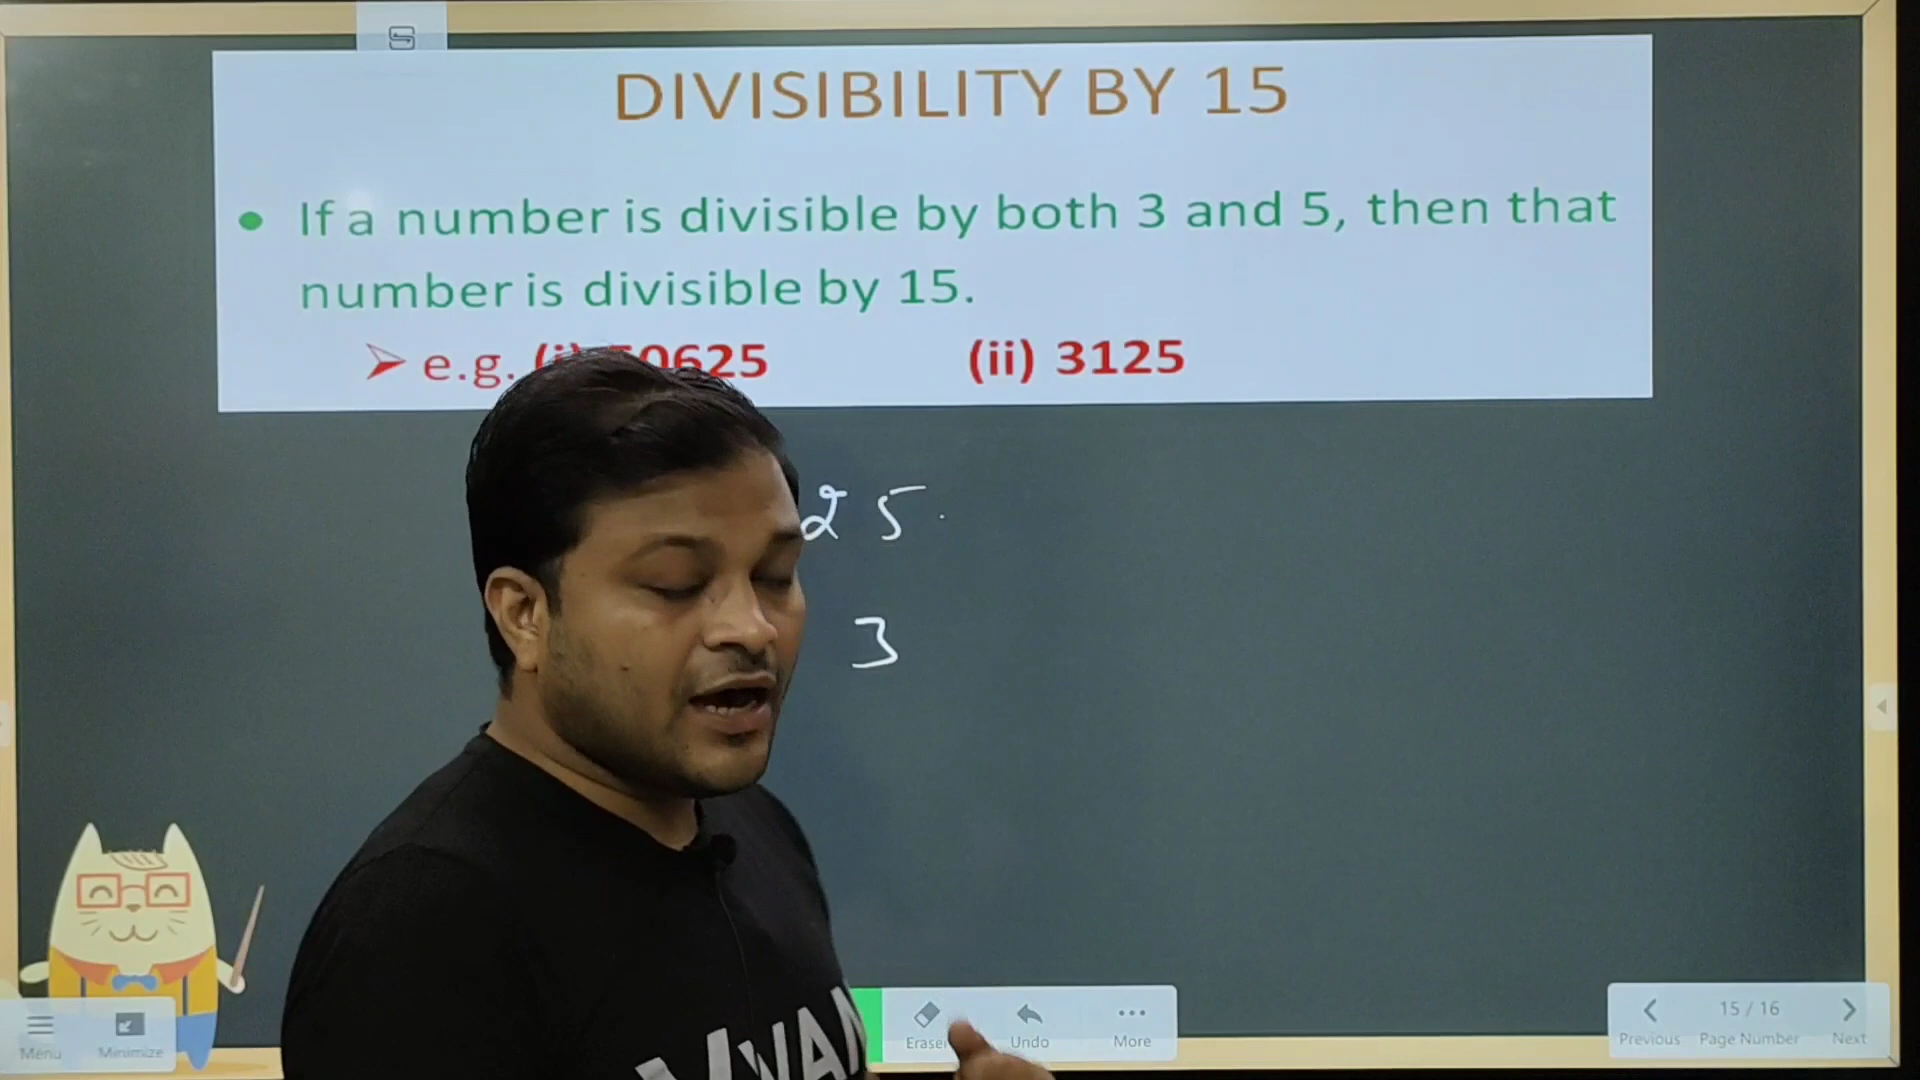 DIVISIBILITY BY 15
• If a number is divisible by both 3 and 5, then that
number is divisible by 15.
➢ e.g. (i) 50625 (ii) 3125
25.
3
Eraser Undo More
Menu Minimize
15 / 16
Previous Page Number Next